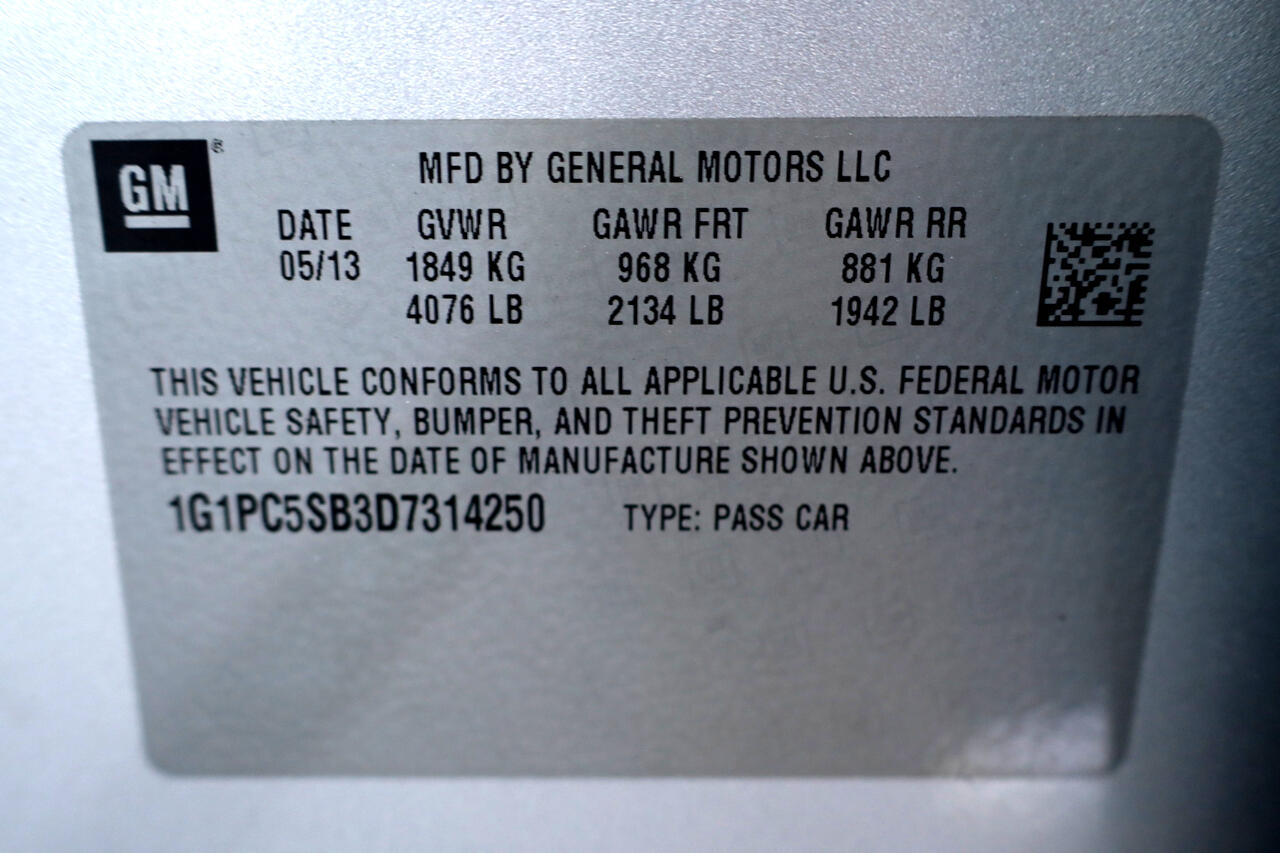 GM®
MFD BY GENERAL MOTORS LLC
DATE GVWR GAWR FRT GAWR RR
05/13 1849 KG 968 KG 881 KG
4076 LB 2134 LB 1942 LB
THIS VEHICLE CONFORMS TO ALL APPLICABLE U.S. FEDERAL MOTOR
VEHICLE SAFETY, BUMPER, AND THEFT PREVENTION STANDARDS IN
EFFECT ON THE DATE OF MANUFACTURE SHOWN ABOVE.
1G1PC5SB3D7314250 TYPE: PASS CAR